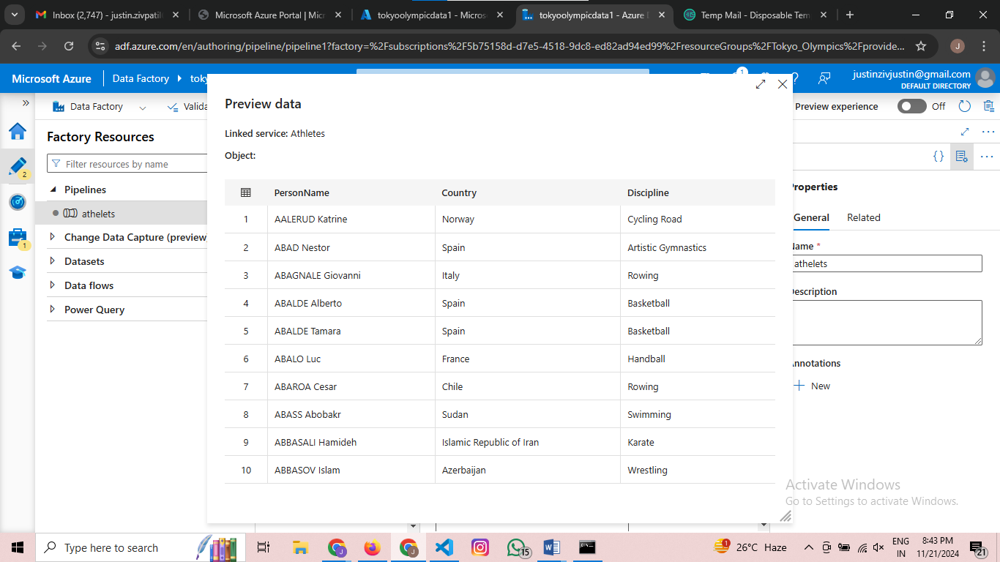 Inbox (2,747) - justin.zivpatil
Microsoft Azure Portal | Micr
tokyoolympicdata1 - Micros
tokyoolympicdata1 - Azure D
Temp Mail - Disposable Tem
adf.azure.com/en/authoring/pipeline/pipeline1?factory=%2Fsubscriptions%2F5b75158d-d7e5-4518-9dc8-ed82ad94ed99%2FresourceGroups%2FTokyo_Olympics%2Fprovide...
J
Microsoft Azure
Data Factory
toky
1
?
justinzivjustin@gmail.com
DEFAULT DIRECTORY
Data Factory
Valida
Preview experience
Off
Factory Resources
Filter resources by name
2
1
Pipelines
athelets
Change Data Capture (preview)
Datasets
Data flows
Power Query
Preview data
Linked service: Athletes
Object:
PersonName Country Discipline
1 AALERUD Katrine Norway Cycling Road
2 ABAD Nestor Spain Artistic Gymnastics
3 ABAGNALE Giovanni Italy Rowing
4 ABALDE Alberto Spain Basketball
5 ABALDE Tamara Spain Basketball
6 ABALO Luc France Handball
7 ABAROA Cesar Chile Rowing
8 ABASS Abobakr Sudan Swimming
9 ABBASALI Hamideh Islamic Republic of Iran Karate
10 ABBASOV Islam Azerbaijan Wrestling
Properties
General Related
Name *
athelets
Description
Annotations
New
Activate Windows
Go to Settings to activate Windows.
Type here to search
J
J
15
1
26°C Haze
ENG
IN
8:43 PM
11/21/2024
21